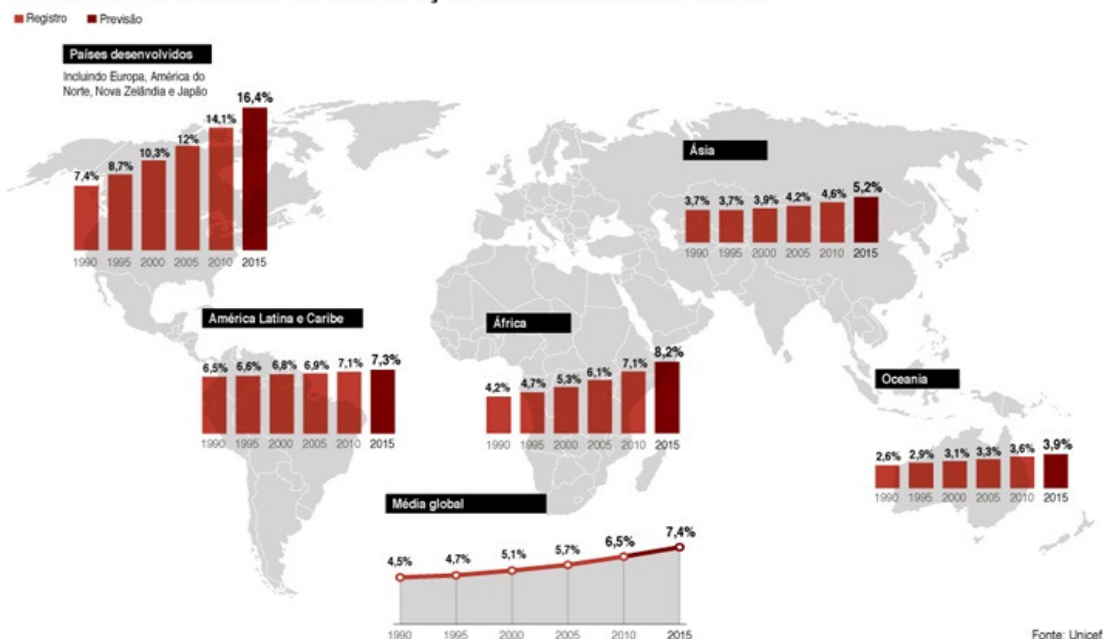 Registro
Previsão
Países desenvolvidos
Incluindo Europa, América do
Norte, Nova Zelândia e Japão
7,4%
8,7%
10,3%
12%
14,1%
16,4%
1990 1995 2000 2005 2010 2015
Ásia
3,7% 3,7% 3,9% 4,2% 4,6% 5,2%
1990 1995 2000 2005 2010 2015
América Latina e Caribe
6,5% 6,6% 6,8% 6,9% 7,1% 7,3%
1990 1995 2000 2005 2010 2015
África
4,2% 4,7% 5,3% 6,1% 7,1% 8,2%
1990 1995 2000 2005 2010 2015
Oceania
2,6% 2,9% 3,1% 3,3% 3,6% 3,9%
1990 1995 2000 2005 2010 2015
Média global
4,5% 4,7% 5,1% 5,7% 6,5% 7,4%
1990 1995 2000 2005 2010 2015
Fonte: Unicef